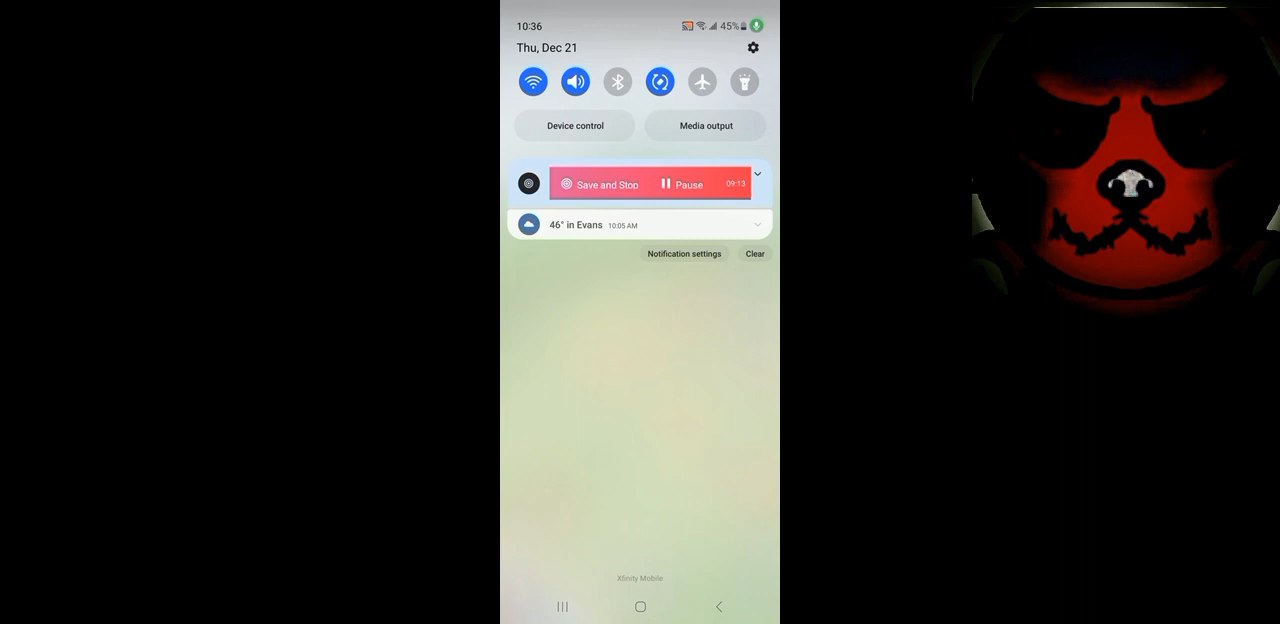 10:36 45%
Thu, Dec 21
Device control Media output
Save and Stop Pause 09:13
46° in Evans 10:05 AM
Notification settings Clear
Xfinity Mobile